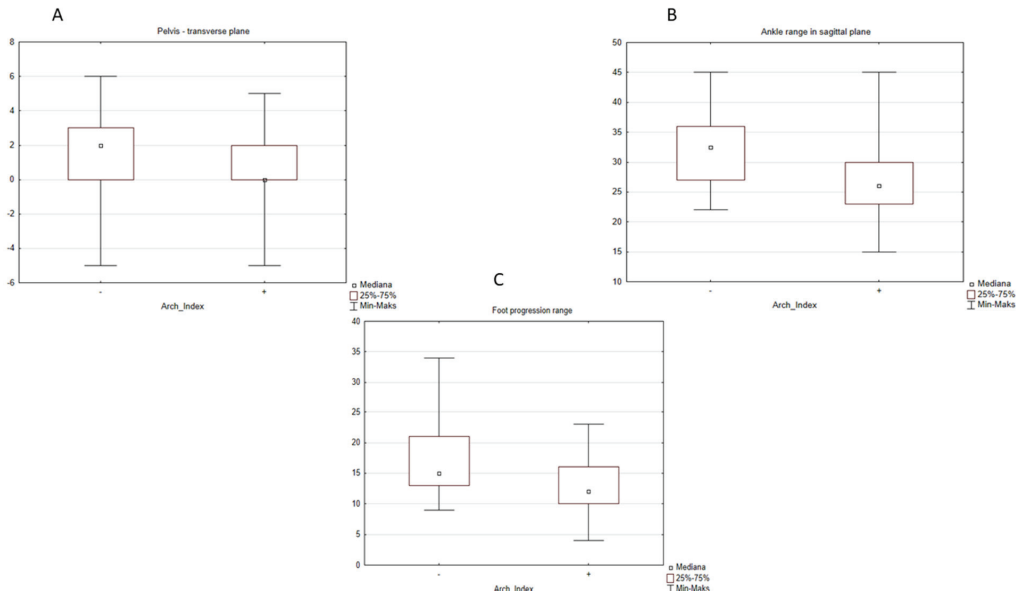 A
Pelvis - transverse plane
8
6
4
2
0
-2
-4
-6
- +
Arch_Index
Mediana
25%-75%
Min-Maks
B
Ankle range in sagittal plane
50
45
40
35
30
25
20
15
10
- +
Arch_Index
Mediana
25%-75%
Min-Maks
C
Foot progression range
40
35
30
25
20
15
10
5
0
- +
Arch_Index
Mediana
25%-75%
Min-Maks